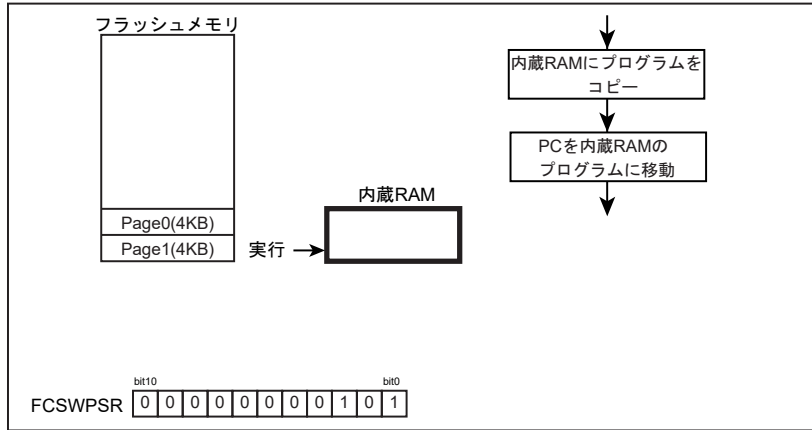 フラッシュメモリ
Page0(4KB)
Page1(4KB)
実行
内蔵RAM
内蔵RAMにプログラムを
コピー
PCを内蔵RAMの
プログラムに移動
bit10 bit0
FCSWPSR 0 0 0 0 0 0 0 0 1 0 1